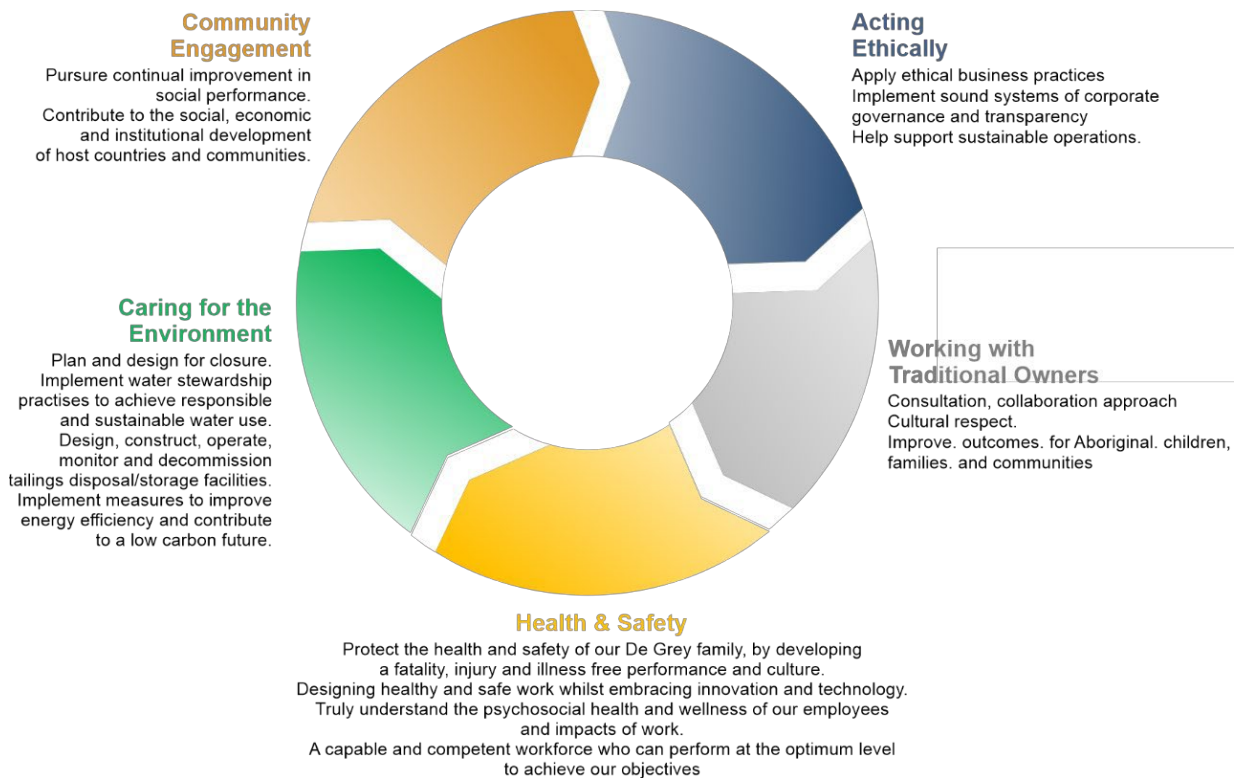 Community
Engagement
Pursure continual improvement in
social performance.
Contribute to the social, economic
and institutional development
of host countries and communities.
Acting
Ethically
Apply ethical business practices
Implement sound systems of corporate
governance and transparency
Help support sustainable operations.
Working with
Traditional Owners
Consultation, collaboration approach
Cultural respect.
Improve. outcomes. for Aboriginal. children,
families. and communities
Caring for the
Environment
Plan and design for closure.
Implement water stewardship
practises to achieve responsible
and sustainable water use.
Design, construct, operate,
monitor and decommission
tailings disposal/storage facilities.
Implement measures to improve
energy efficiency and contribute
to a low carbon future.
Health & Safety
Protect the health and safety of our De Grey family, by developing
a fatality, injury and illness free performance and culture.
Designing healthy and safe work whilst embracing innovation and technology.
Truly understand the psychosocial health and wellness of our employees
and impacts of work.
A capable and competent workforce who can perform at the optimum level
to achieve our objectives